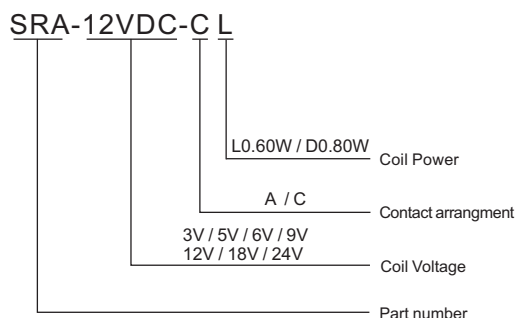 SRA-12VDC-C L
L0.60W / D0.80W
Coil Power
A / C
Contact arrangment
3V / 5V / 6V / 9V
12V / 18V / 24V
Coil Voltage
Part number